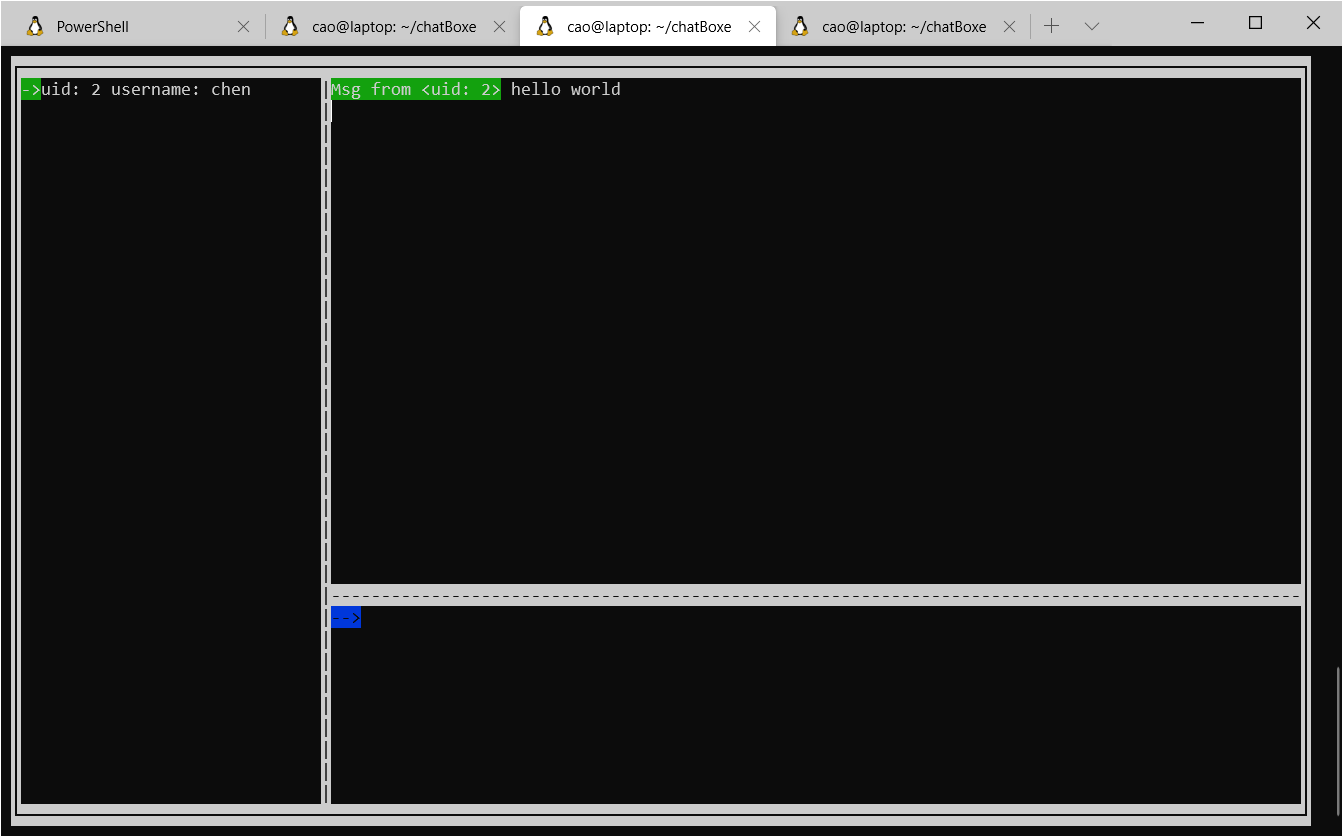 PowerShell
cao@laptop: ~/chatBoxe
cao@laptop: ~/chatBoxe
cao@laptop: ~/chatBoxe
->uid: 2 username: chen
Msg from <uid: 2> hello world
-->